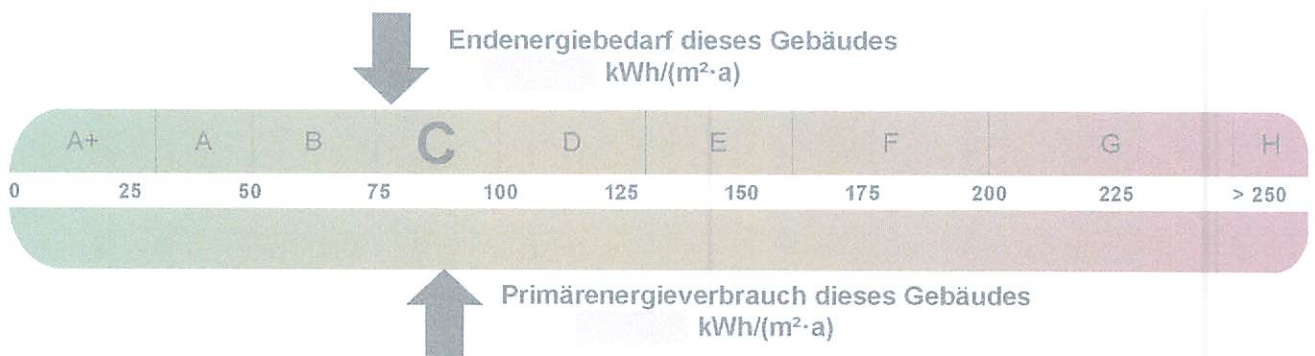 Endenergiebedarf dieses Gebäudes
kWh/(m²·a)
A+ A B C D E F G H
0 25 50 75 100 125 150 175 200 225 > 250
Primärenergieverbrauch dieses Gebäudes
kWh/(m²·a)